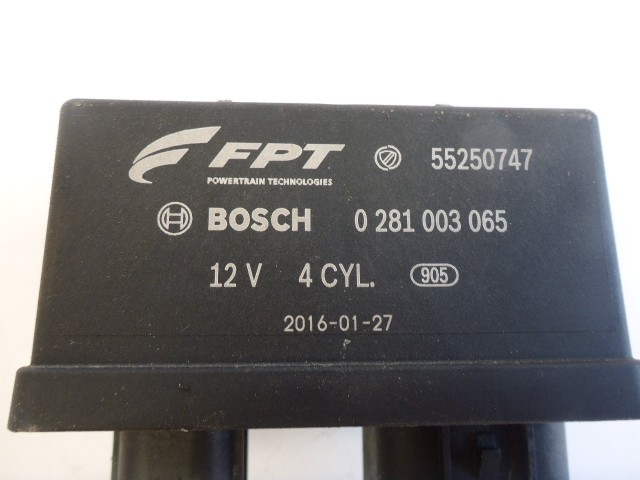 FPT 55250747
POWERTRAIN TECHNOLOGIES
BOSCH 0 281 003 065
12 V 4 CYL. 905
2016-01-27